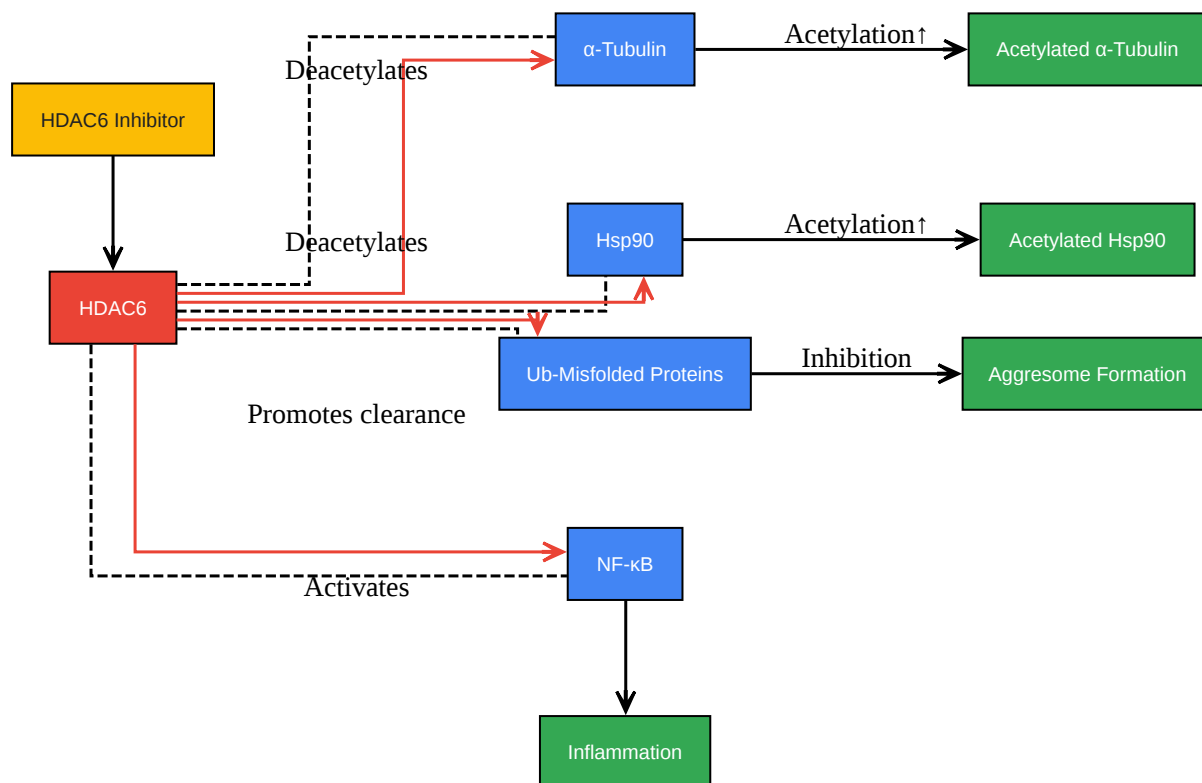 α-Tubulin
Acetylation↑
Acetylated α-Tubulin
Deacetylates
HDAC6 Inhibitor
Hsp90
Acetylation↑
Acetylated Hsp90
Deacetylates
HDAC6
Ub-Misfolded Proteins
Inhibition
Aggresome Formation
Promotes clearance
NF-κB
Activates
Inflammation